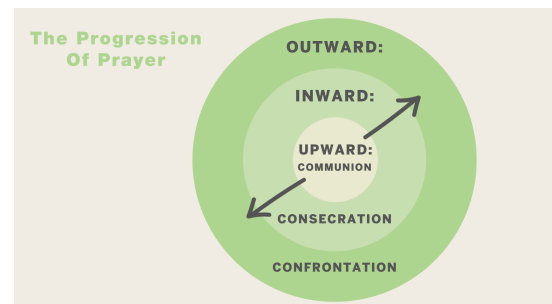 The Progression
Of Prayer
OUTWARD:
INWARD:
UPWARD:
COMMUNION
CONSECRATION
CONFRONTATION